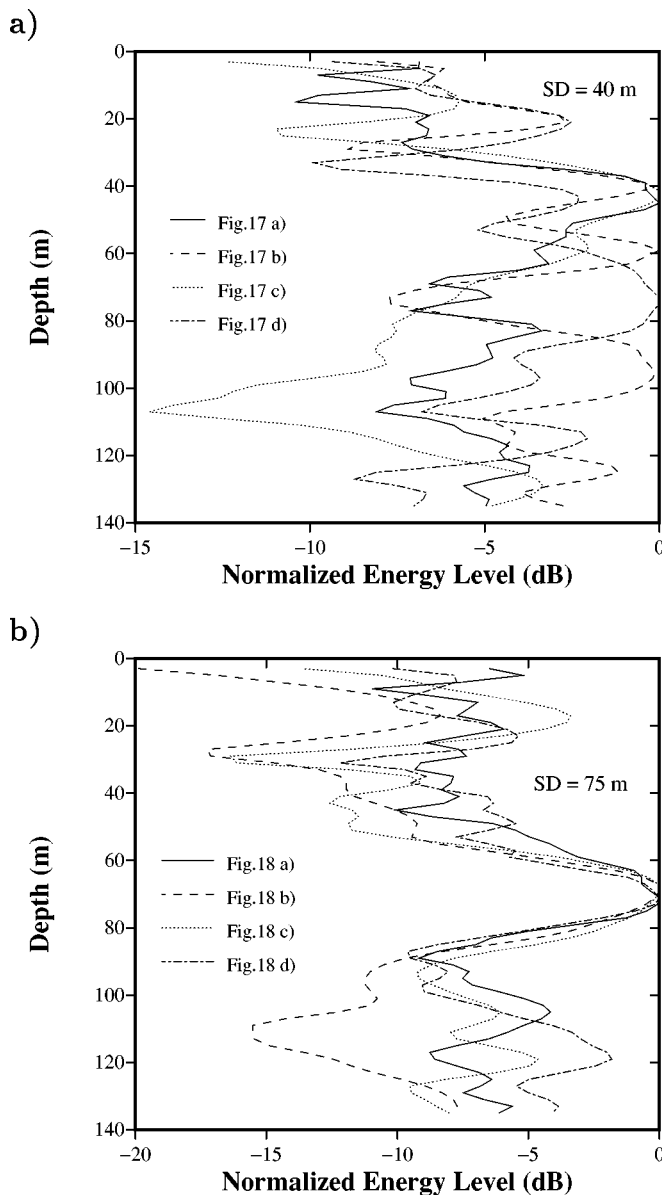 a)
0
20
40
60
80
100
120
140
Depth (m)
SD = 40 m
Fig.17 a)
Fig.17 b)
Fig.17 c)
Fig.17 d)
−15 −10 −5 0
Normalized Energy Level (dB)
b)
0
20
40
60
80
100
120
140
Depth (m)
SD = 75 m
Fig.18 a)
Fig.18 b)
Fig.18 c)
Fig.18 d)
−20 −15 −10 −5 0
Normalized Energy Level (dB)